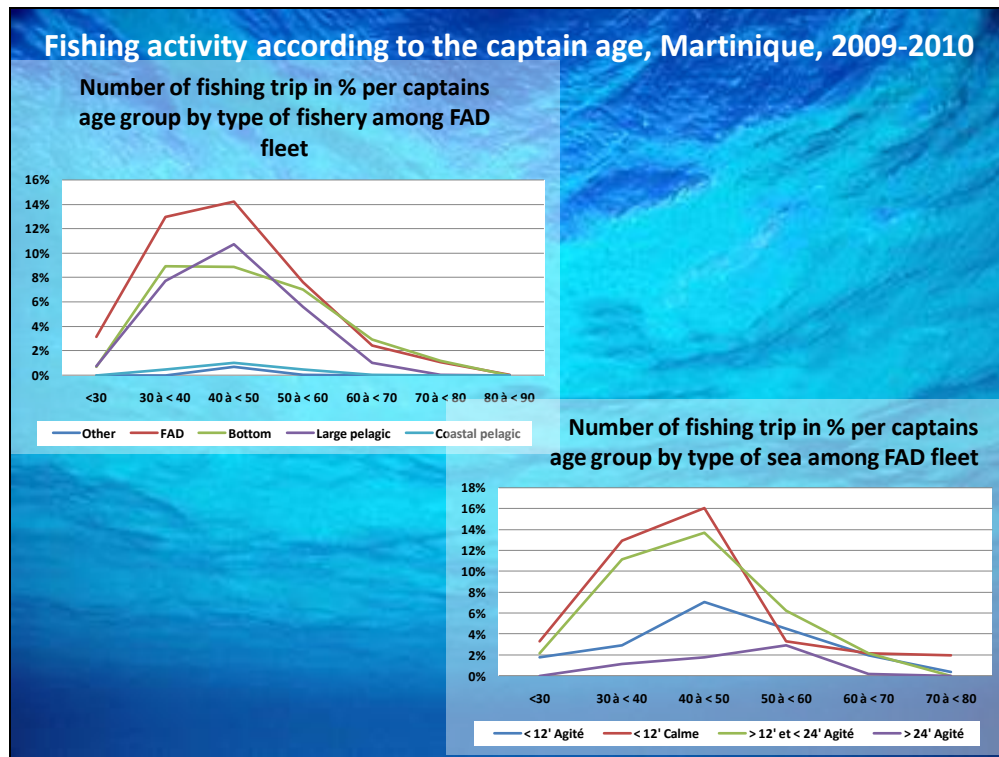 Fishing activity according to the captain age, Martinique, 2009-2010
Number of fishing trip in % per captains
age group by type of fishery among FAD
fleet
16%
14%
12%
10%
8%
6%
4%
2%
0%
<30 30 à < 40 40 à < 50 50 à < 60 60 à < 70 70 à < 80 80 à < 90
Other FAD Bottom Large pelagic Coastal pelagic
Number of fishing trip in % per captains
age group by type of sea among FAD fleet
18%
16%
14%
12%
10%
8%
6%
4%
2%
0%
<30 30 à < 40 40 à < 50 50 à < 60 60 à < 70 70 à < 80
< 12' Agité < 12' Calme > 12' et < 24' Agité > 24' Agité